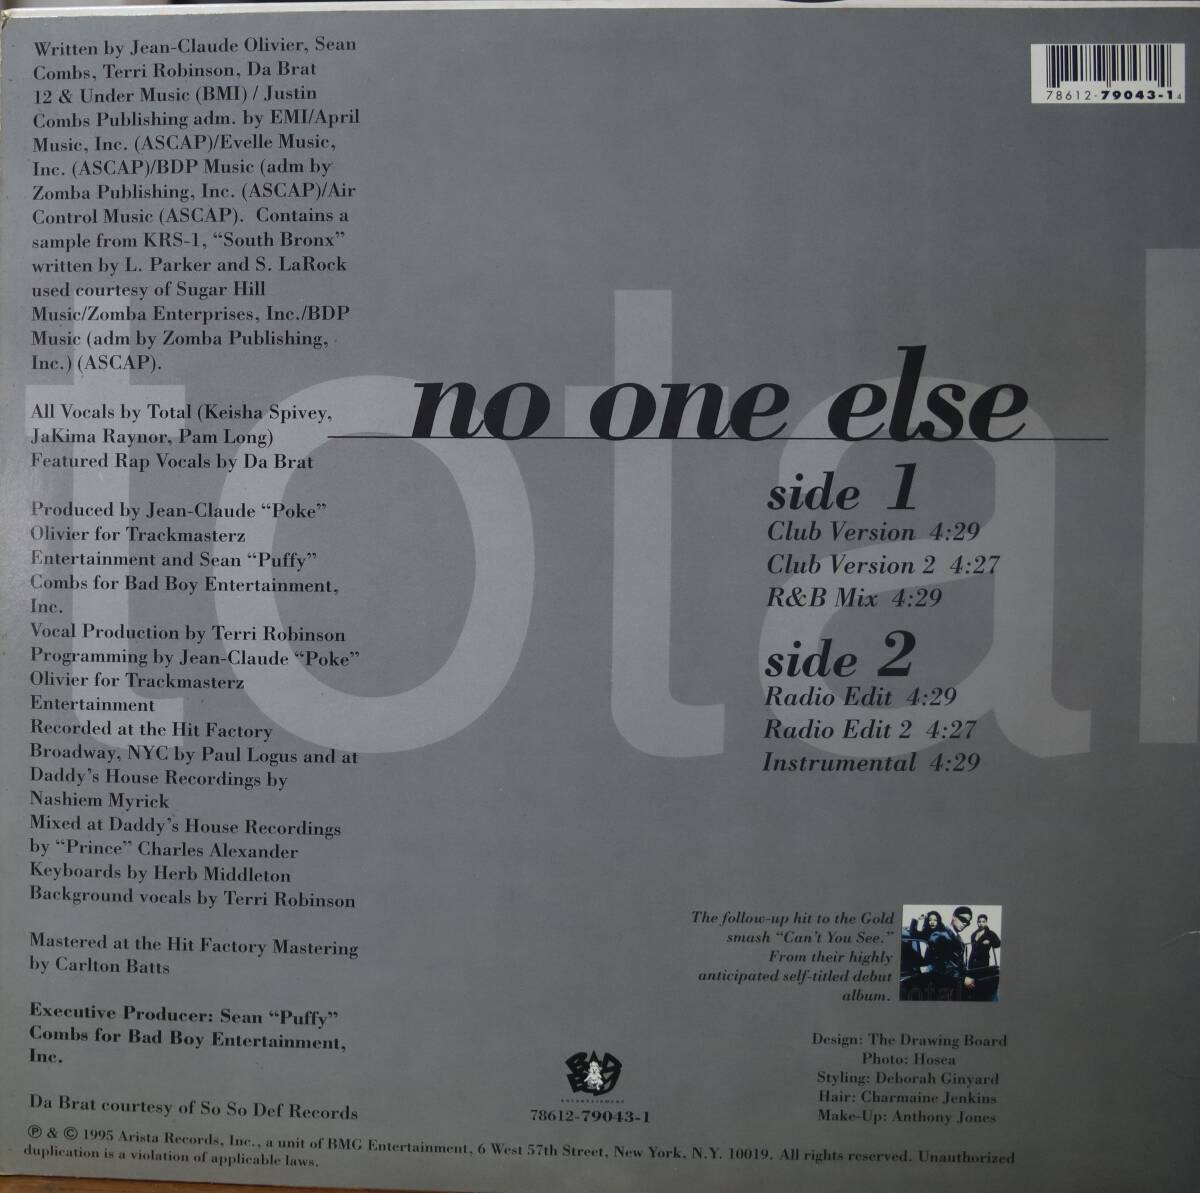 Written by Jean-Claude Olivier, Sean
Combs, Terri Robinson, Da Brat
12 & Under Music (BMI) / Justin
Combs Publishing adm. by EMI/April
Music, Inc. (ASCAP)/Evelle Music,
Inc. (ASCAP)/BDP Music (adm by
Zomba Publishing, Inc. (ASCAP)/Air
Control Music (ASCAP).  Contains a
sample from KRS-1, “South Bronx”
written by L. Parker and S. LaRock
used courtesy of Sugar Hill
Music/Zomba Enterprises, Inc./BDP
Music (adm by Zomba Publishing,
Inc.) (ASCAP).
All Vocals by Total (Keisha Spivey,
JaKima Raynor, Pam Long)
Featured Rap Vocals by Da Brat
Produced by Jean-Claude “Poke”
Olivier for Trackmasterz
Entertainment and Sean “Puffy”
Combs for Bad Boy Entertainment,
Inc.
Vocal Production by Terri Robinson
Programming by Jean-Claude “Poke”
Olivier for Trackmasterz
Entertainment
Recorded at the Hit Factory
Broadway, NYC by Paul Logus and at
Daddy’s House Recordings by
Nashiem Myrick
Mixed at Daddy’s House Recordings
by “Prince” Charles Alexander
Keyboards by Herb Middleton
Background vocals by Terri Robinson
Mastered at the Hit Factory Mastering
by Carlton Batts
Executive Producer: Sean “Puffy”
Combs for Bad Boy Entertainment,
Inc.
Da Brat courtesy of So So Def Records
78612-79043-1 4
total
no one else
side 1
Club Version 4:29
Club Version 2 4:27
R&B Mix 4:29
side 2
Radio Edit 4:29
Radio Edit 2 4:27
Instrumental 4:29
The follow-up hit to the Gold
smash “Can’t You See.”
From their highly
anticipated self-titled debut
album.
total
Design: The Drawing Board
Photo: Hosea
Styling: Deborah Ginyard
Hair: Charmaine Jenkins
Make-Up: Anthony Jones
BAD
BOY
ENTERTAINMENT
78612-79043-1
℗ & © 1995 Arista Records, Inc., a unit of BMG Entertainment, 6 West 57th Street, New York, N.Y. 10019. All rights reserved. Unauthorized
duplication is a violation of applicable laws.